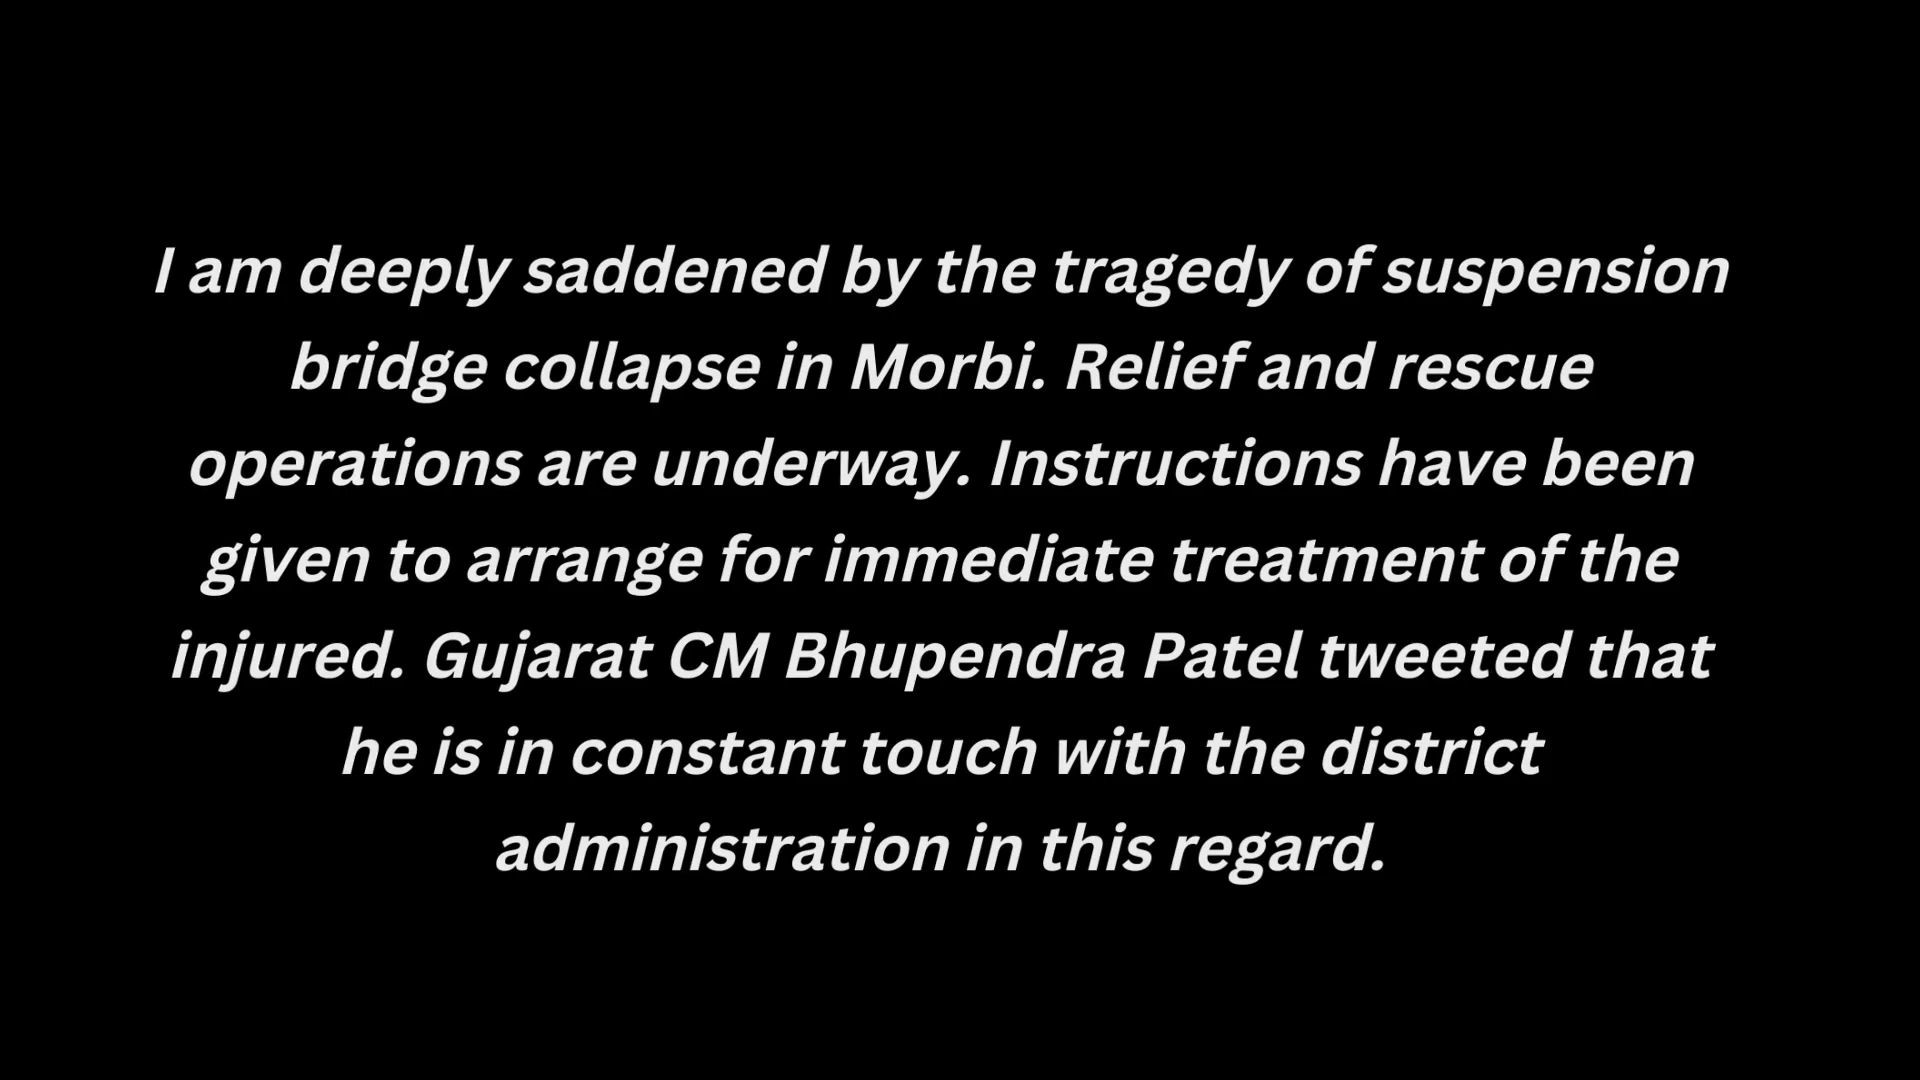 I am deeply saddened by the tragedy of suspension
bridge collapse in Morbi. Relief and rescue
operations are underway. Instructions have been
given to arrange for immediate treatment of the
injured. Gujarat CM Bhupendra Patel tweeted that
he is in constant touch with the district
administration in this regard.